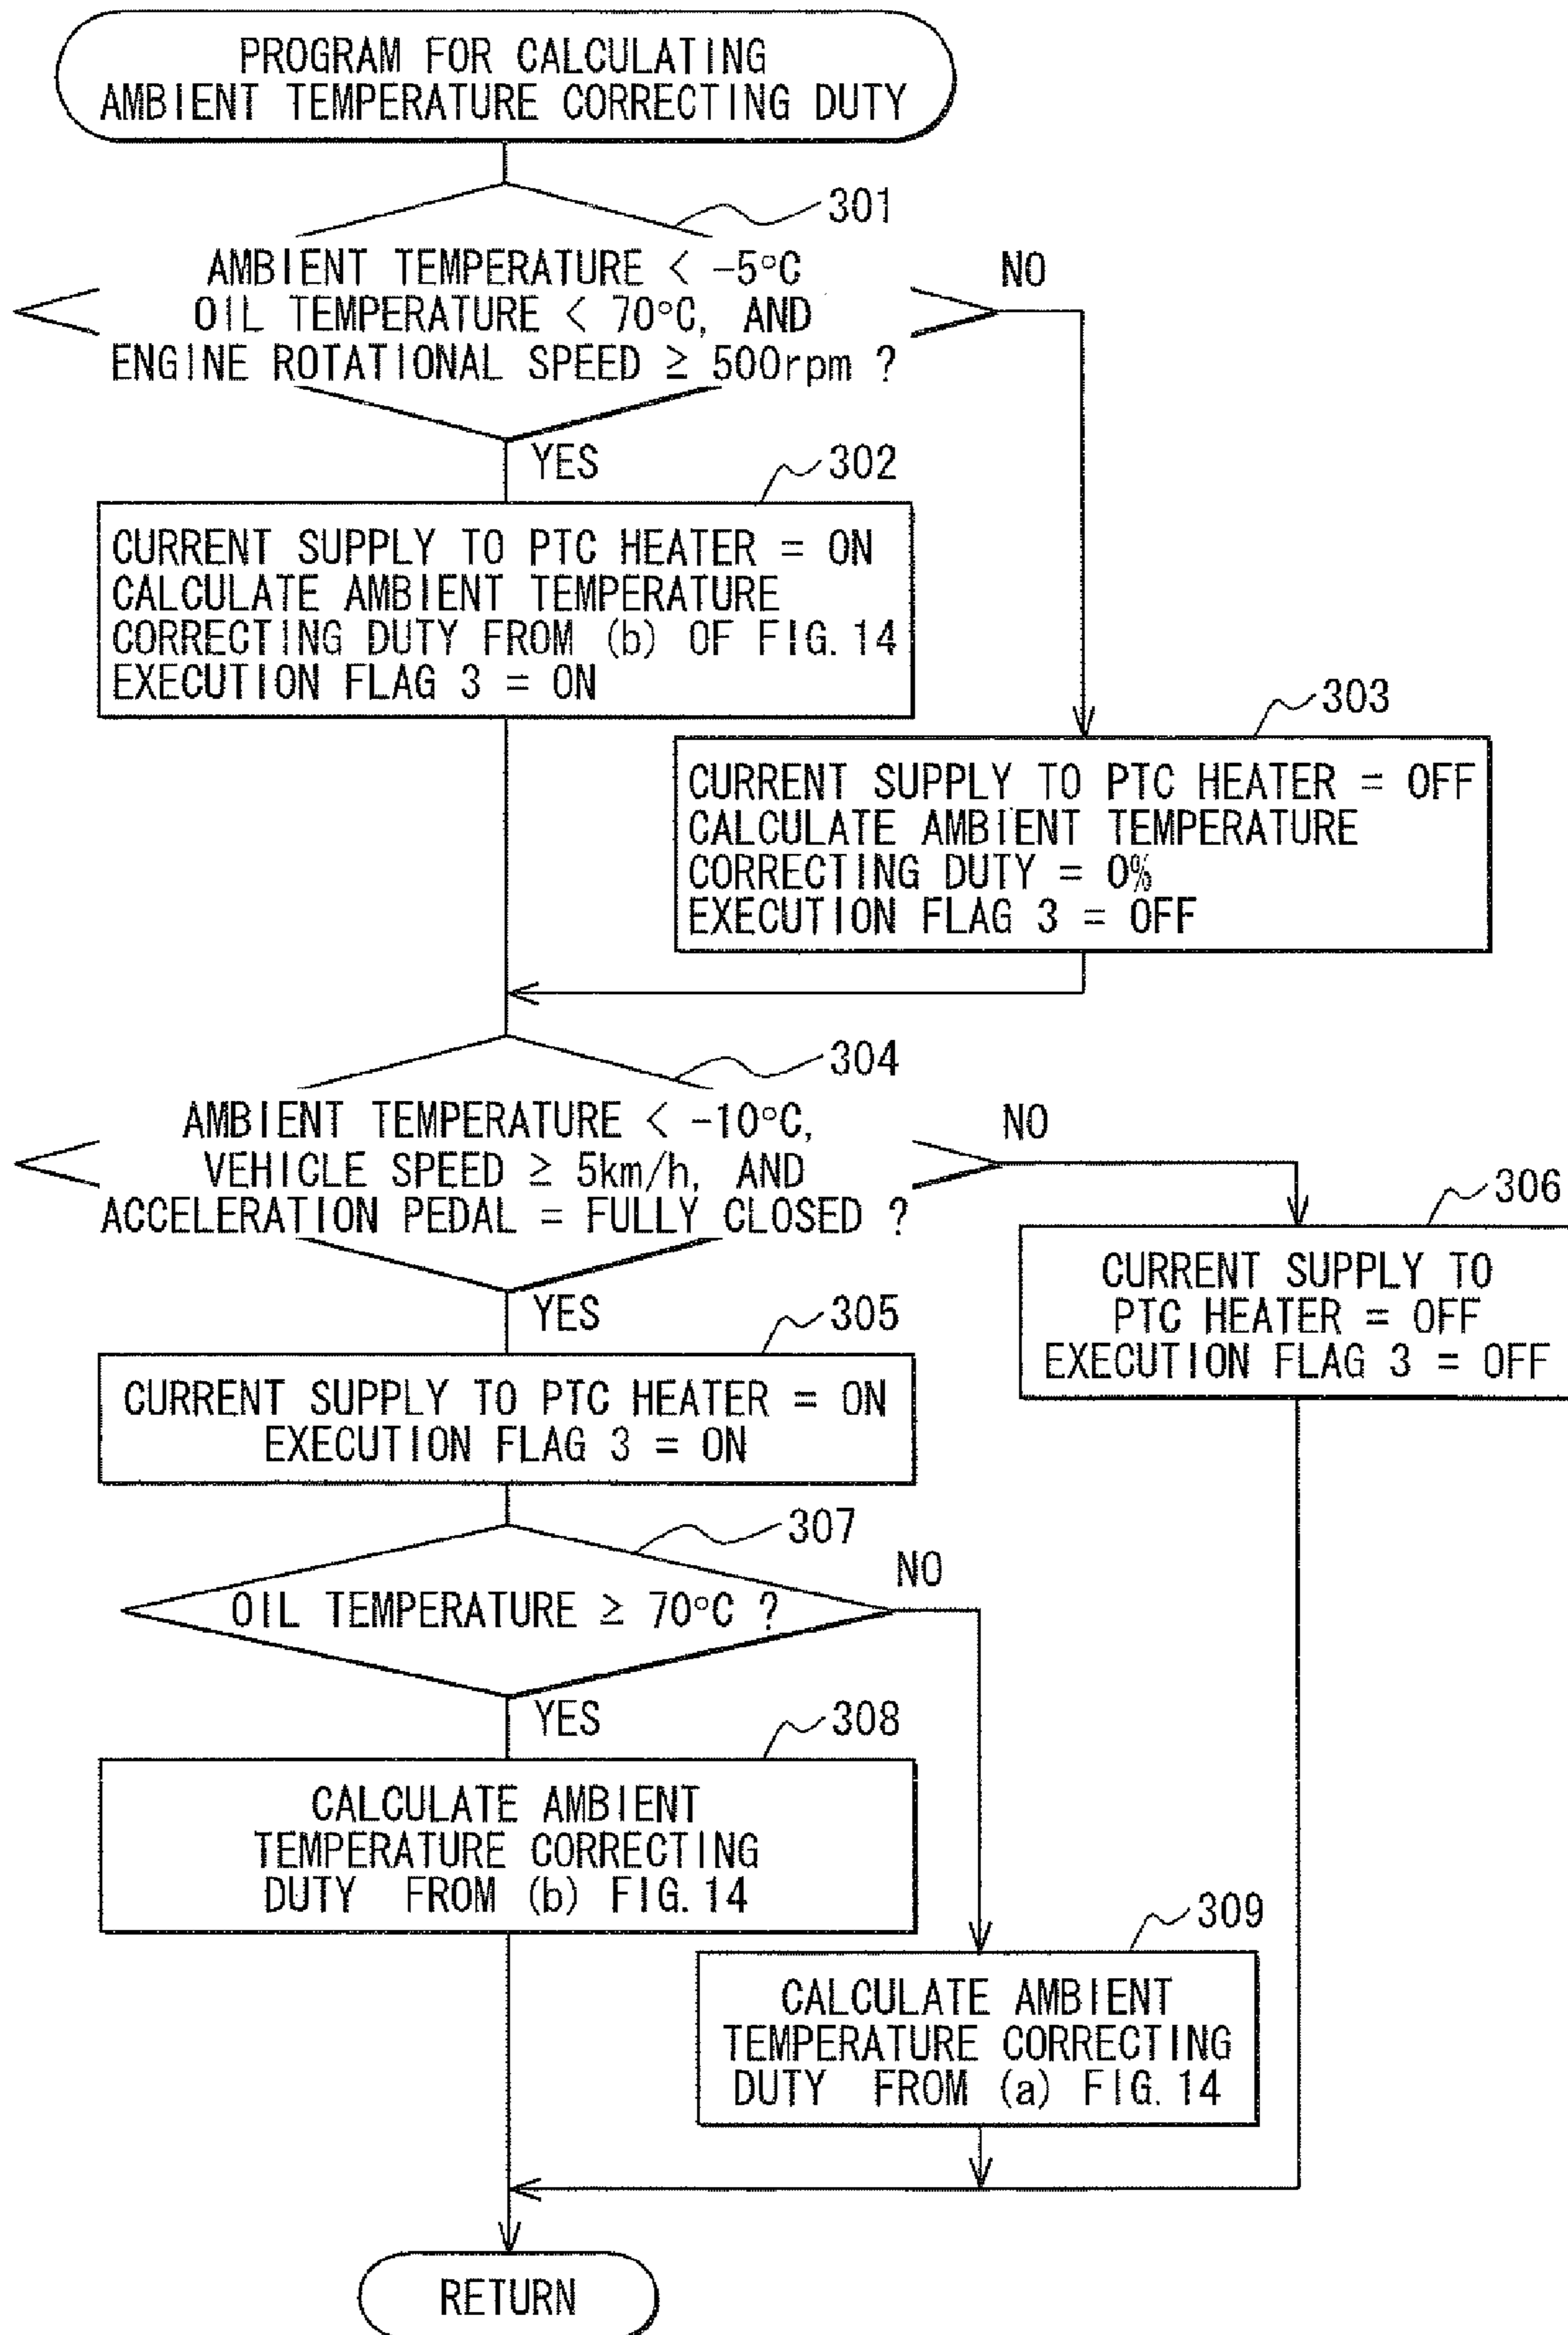 PROGRAM FOR CALCULATING
AMBIENT TEMPERATURE CORRECTING DUTY
301
AMBIENT TEMPERATURE < -5°C
OIL TEMPERATURE < 70°C, AND
ENGINE ROTATIONAL SPEED ≥ 500rpm ?
NO
YES
302
CURRENT SUPPLY TO PTC HEATER = ON
CALCULATE AMBIENT TEMPERATURE
CORRECTING DUTY FROM (b) OF FIG. 14
EXECUTION FLAG 3 = ON
303
CURRENT SUPPLY TO PTC HEATER = OFF
CALCULATE AMBIENT TEMPERATURE
CORRECTING DUTY = 0%
EXECUTION FLAG 3 = OFF
304
AMBIENT TEMPERATURE < -10°C,
VEHICLE SPEED ≥ 5km/h, AND
ACCELERATION PEDAL = FULLY CLOSED ?
NO
YES
305
CURRENT SUPPLY TO PTC HEATER = ON
EXECUTION FLAG 3 = ON
306
CURRENT SUPPLY TO
PTC HEATER = OFF
EXECUTION FLAG 3 = OFF
307
OIL TEMPERATURE ≥ 70°C ?
NO
YES
308
CALCULATE AMBIENT
TEMPERATURE CORRECTING
DUTY FROM (b) FIG. 14
309
CALCULATE AMBIENT
TEMPERATURE CORRECTING
DUTY FROM (a) FIG. 14
RETURN